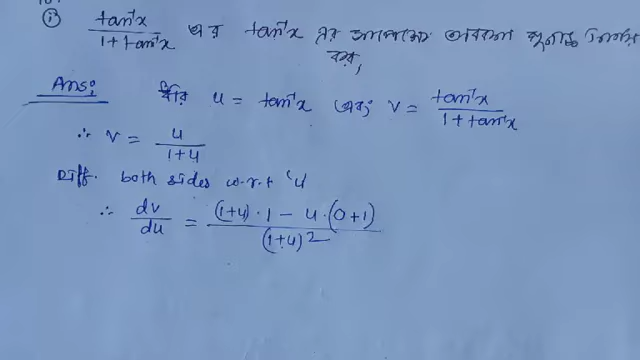 i) tan⁻¹x / 1+tan⁻¹x এর tan⁻¹x এর সাপেক্ষে অবকল গুণাঙ্ক নির্ণয়
কর,
Ans: ধরি u = tan⁻¹x এবং v = tan⁻¹x / 1+tan⁻¹x
∴ v = u / 1+u
Diff. both sides w.r.t 'u'
∴ dv/du = (1+u)·1 − u·(0+1) / (1+u)²